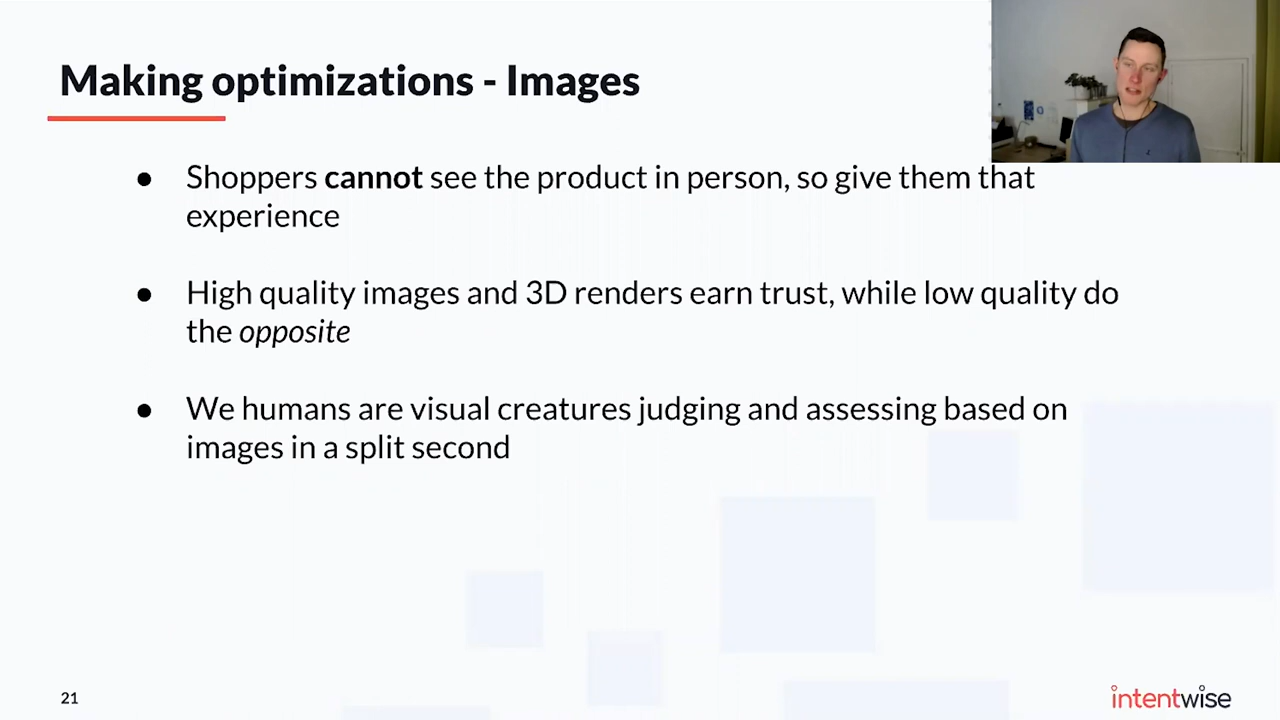 Making optimizations - Images
● Shoppers cannot see the product in person, so give them that
experience
● High quality images and 3D renders earn trust, while low quality do
the opposite
● We humans are visual creatures judging and assessing based on
images in a split second
21
intentwise